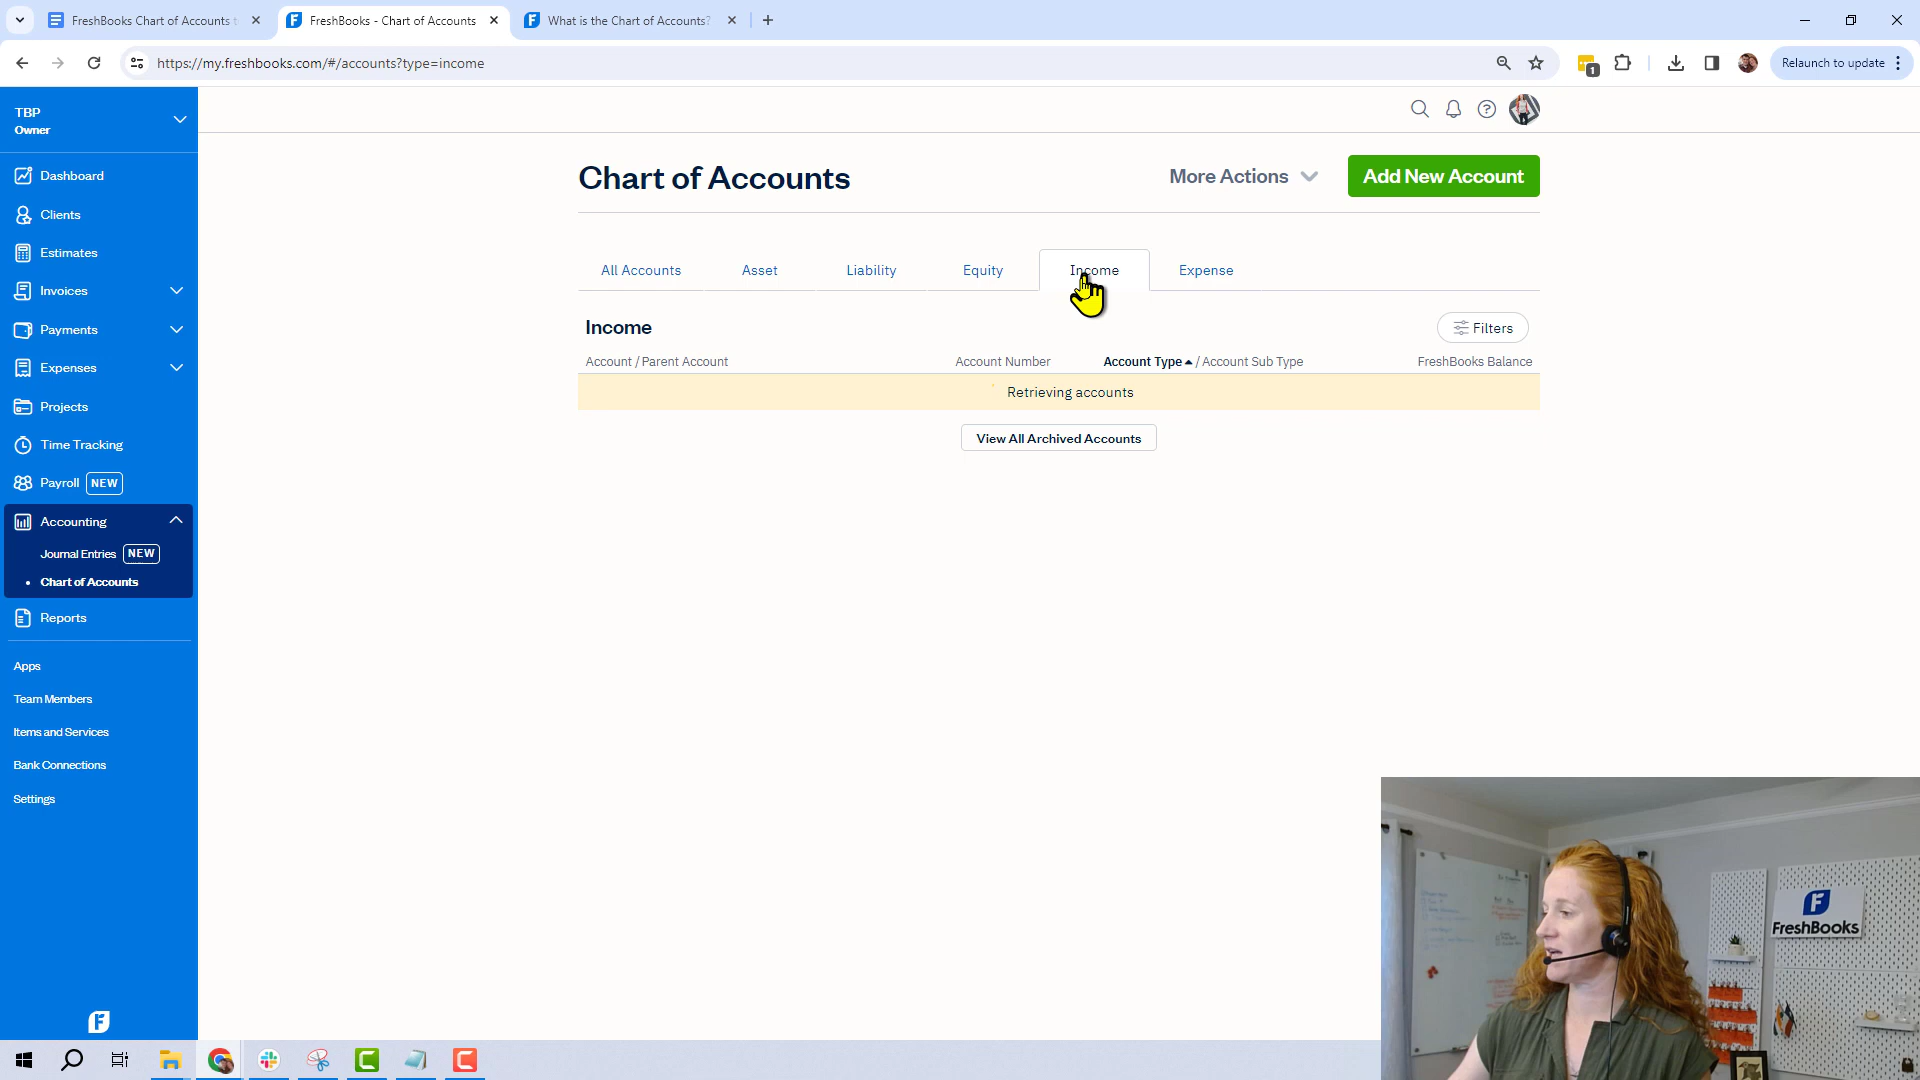 FreshBooks Chart of Accounts t
FreshBooks - Chart of Accounts
What is the Chart of Accounts?
https://my.freshbooks.com/#/accounts?type=income
1
Relaunch to update
TBP
Owner
Dashboard
Clients
Estimates
Invoices
Payments
Expenses
Projects
Time Tracking
Payroll NEW
Accounting
Journal Entries NEW
Chart of Accounts
Reports
Apps
Team Members
Items and Services
Bank Connections
Settings
Chart of Accounts
More Actions
Add New Account
All Accounts Asset Liability Equity Income Expense
Income
Filters
Account / Parent Account Account Number Account Type / Account Sub Type FreshBooks Balance
Retrieving accounts
View All Archived Accounts
F
FreshBooks